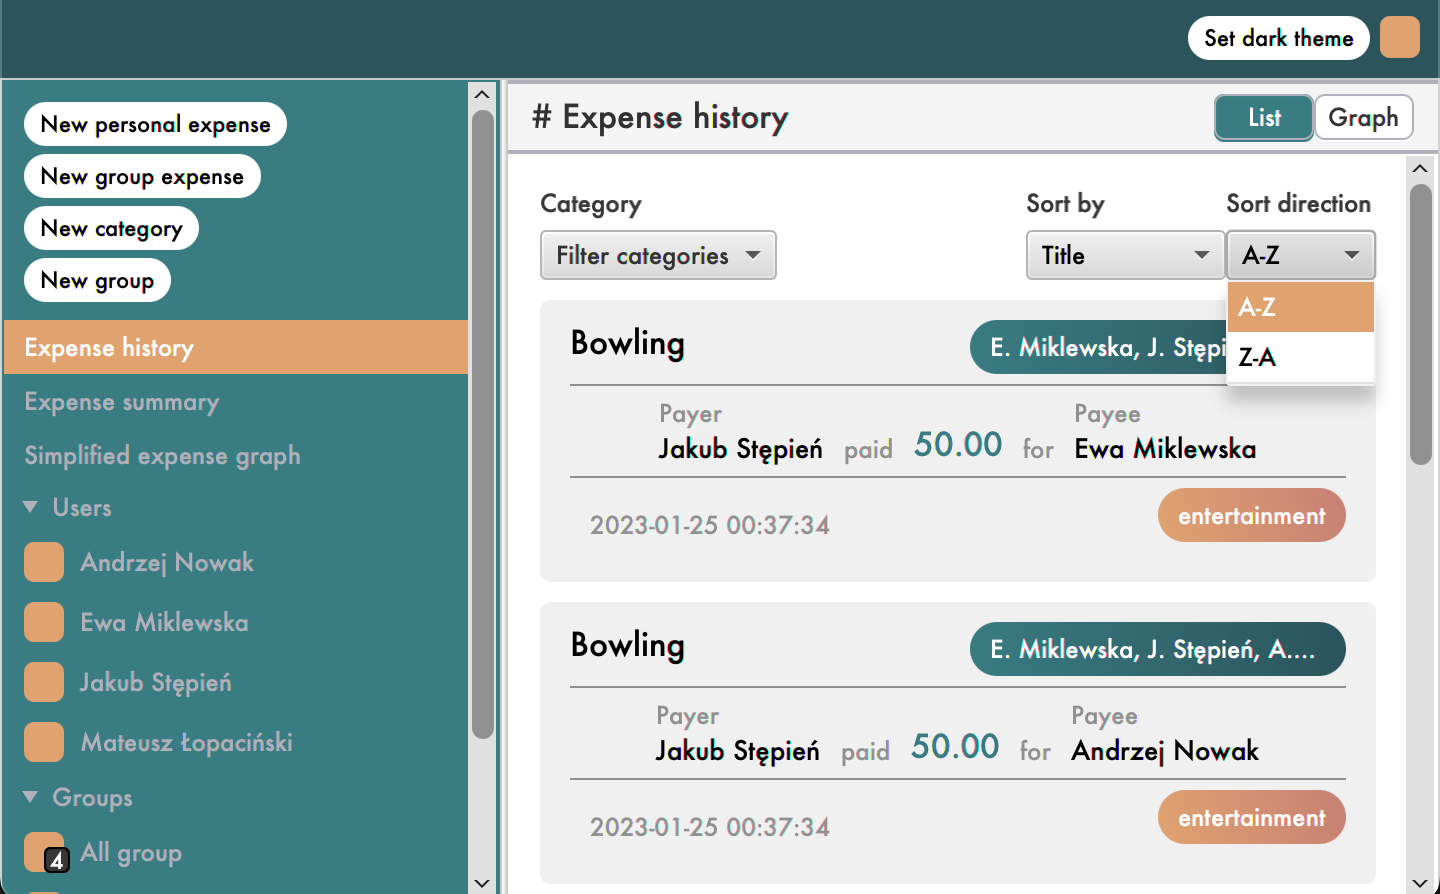 Set dark theme
New personal expense
New group expense
New category
New group
Expense history
Expense summary
Simplified expense graph
Users
Andrzej Nowak
Ewa Miklewska
Jakub Stępień
Mateusz Łopaciński
Groups
4
All group
# Expense history
List
Graph
Category
Sort by
Sort direction
Filter categories
Title
A-Z
A-Z
Z-A
Bowling
E. Miklewska, J. Stępi
Payer
Payee
Jakub Stępień paid 50.00 for Ewa Miklewska
2023-01-25 00:37:34
entertainment
Bowling
E. Miklewska, J. Stępień, A....
Payer
Payee
Jakub Stępień paid 50.00 for Andrzej Nowak
2023-01-25 00:37:34
entertainment